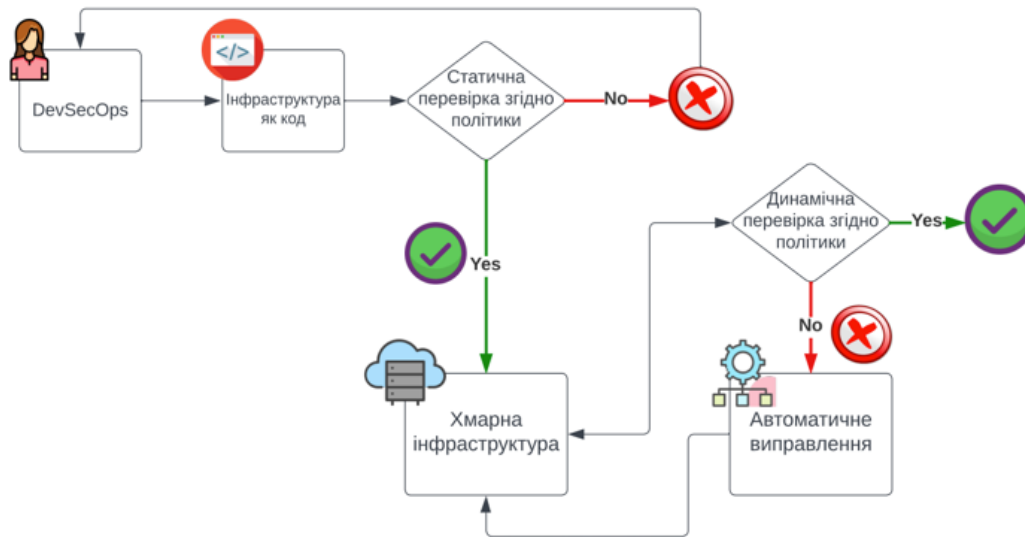 DevSecOps
</>
Інфраструктура
як код
Статична
перевірка згідно
політики
No
Yes
Динамічна
перевірка згідно
політики
Yes
No
Хмарна
інфраструктура
Автоматичне
виправлення